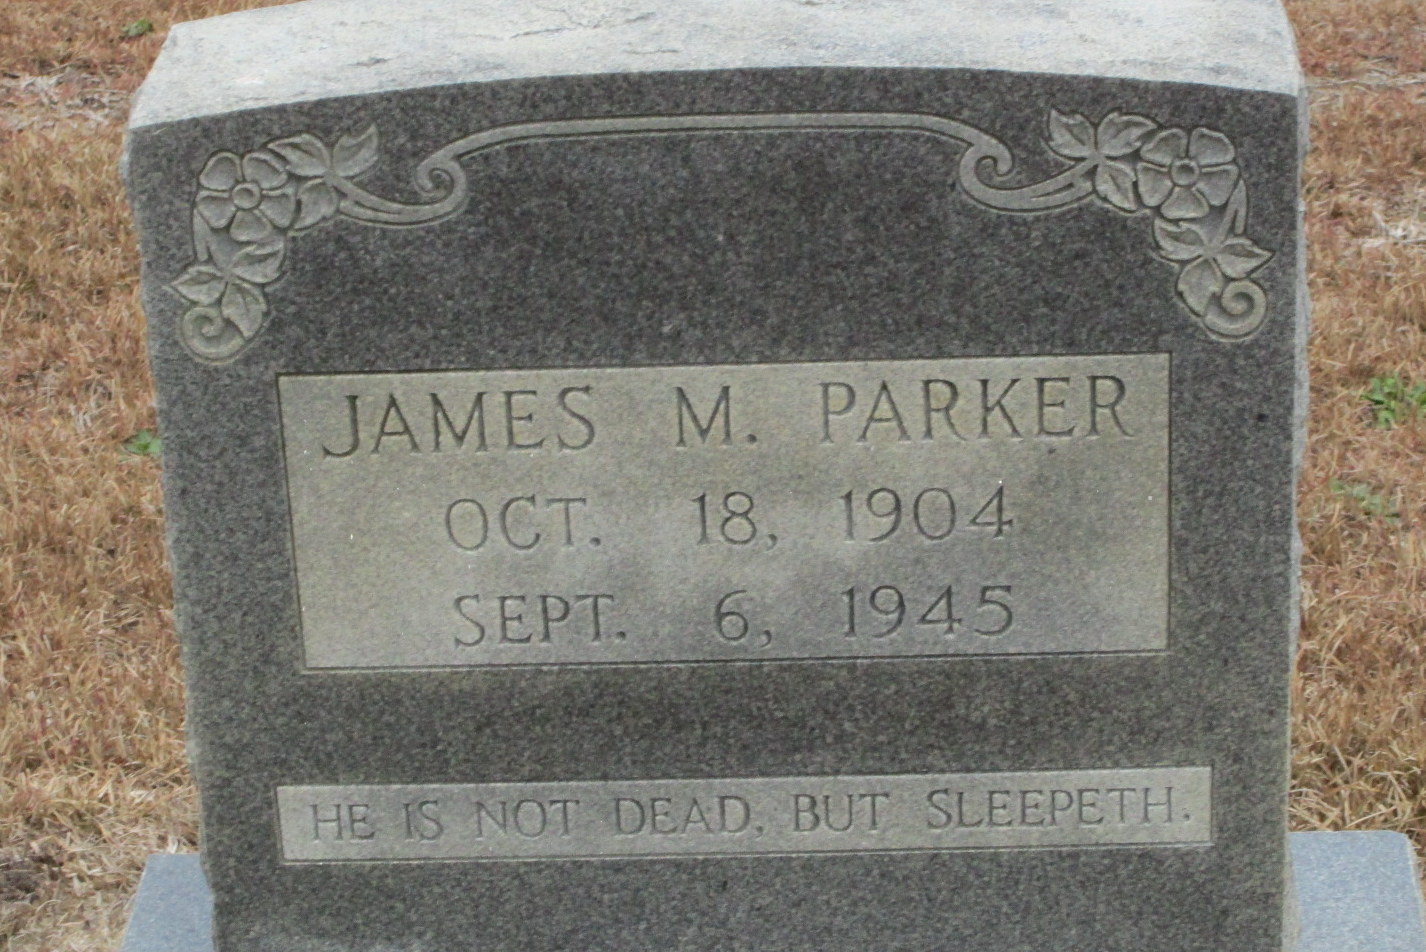 JAMES M. PARKER
OCT. 18, 1904
SEPT. 6, 1945
HE IS NOT DEAD, BUT SLEEPETH.